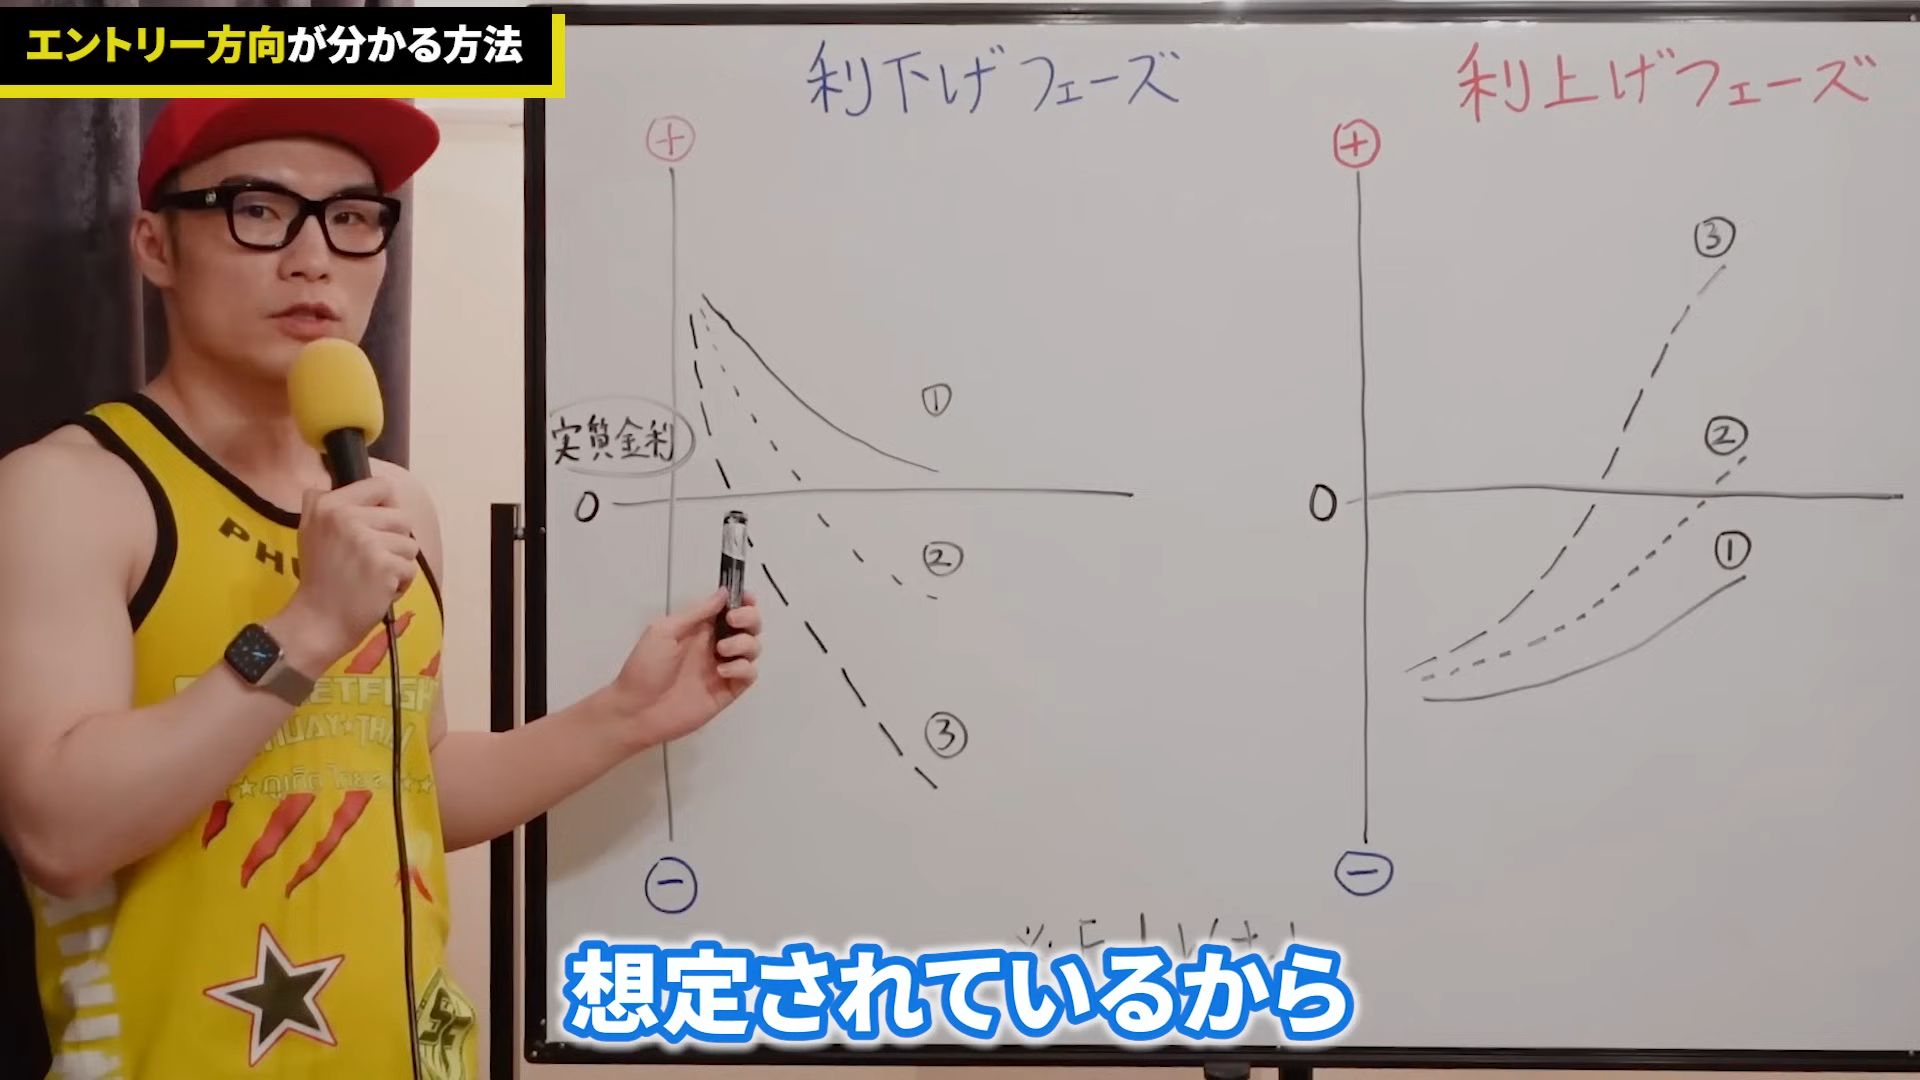 エントリー方向が分かる方法
利下げフェーズ
利上げフェーズ
+
+
③
②
①
実質金利
0
①
0
②
③
−
−
想定されているから